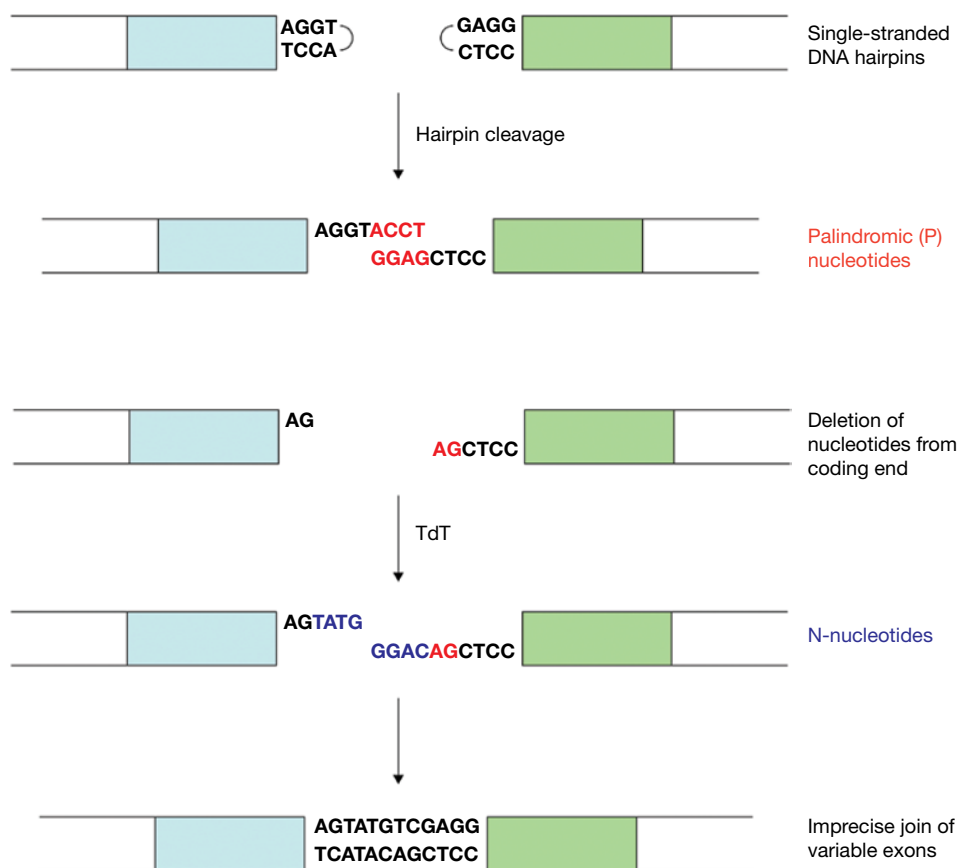 AGGT GAGG
TCCA CTCC
Single-stranded
DNA hairpins
Hairpin cleavage
AGGTACCT
GGAGCTCC
Palindromic (P)
nucleotides
AG
AGCTCC
Deletion of
nucleotides from
coding end
TdT
AGTATG
GGACAGCTCC
N-nucleotides
AGTATGTCGAGG
TCATACAGCTCC
Imprecise join of
variable exons